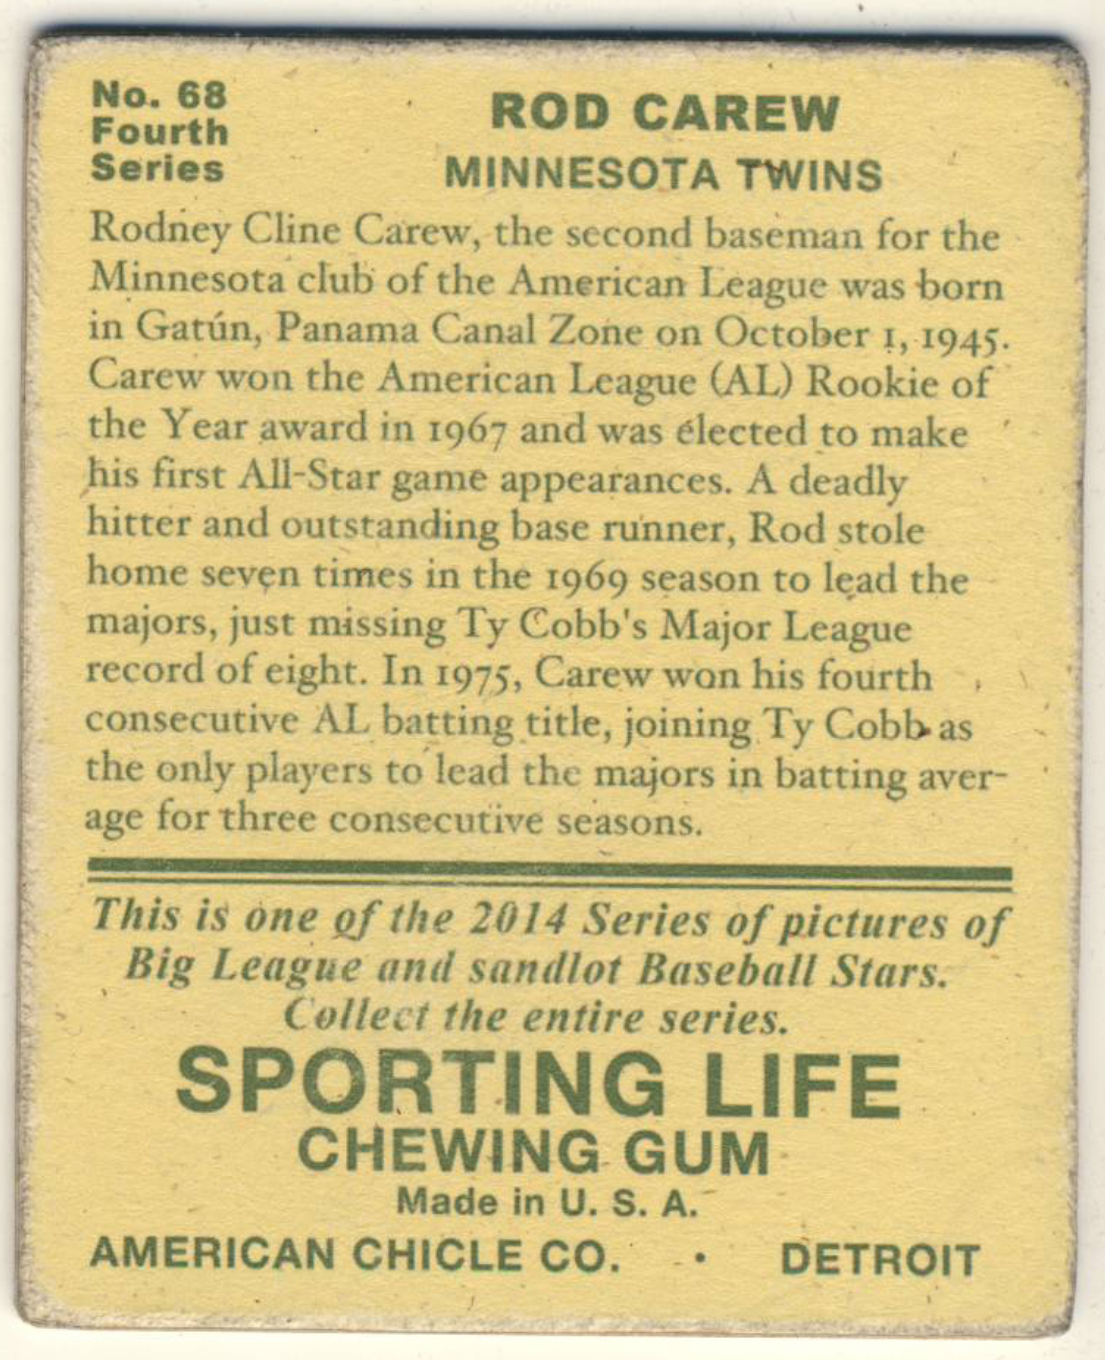 No. 68
Fourth
Series
ROD CAREW
MINNESOTA TWINS
Rodney Cline Carew, the second baseman for the
Minnesota club of the American League was born
in Gatún, Panama Canal Zone on October 1, 1945.
Carew won the American League (AL) Rookie of
the Year award in 1967 and was elected to make
his first All-Star game appearances. A deadly
hitter and outstanding base runner, Rod stole
home seven times in the 1969 season to lead the
majors, just missing Ty Cobb's Major League
record of eight. In 1975, Carew won his fourth
consecutive AL batting title, joining Ty Cobb as
the only players to lead the majors in batting aver-
age for three consecutive seasons.
This is one of the 2014 Series of pictures of
Big League and sandlot Baseball Stars.
Collect the entire series.
SPORTING LIFE
CHEWING GUM
Made in U. S. A.
AMERICAN CHICLE CO. • DETROIT